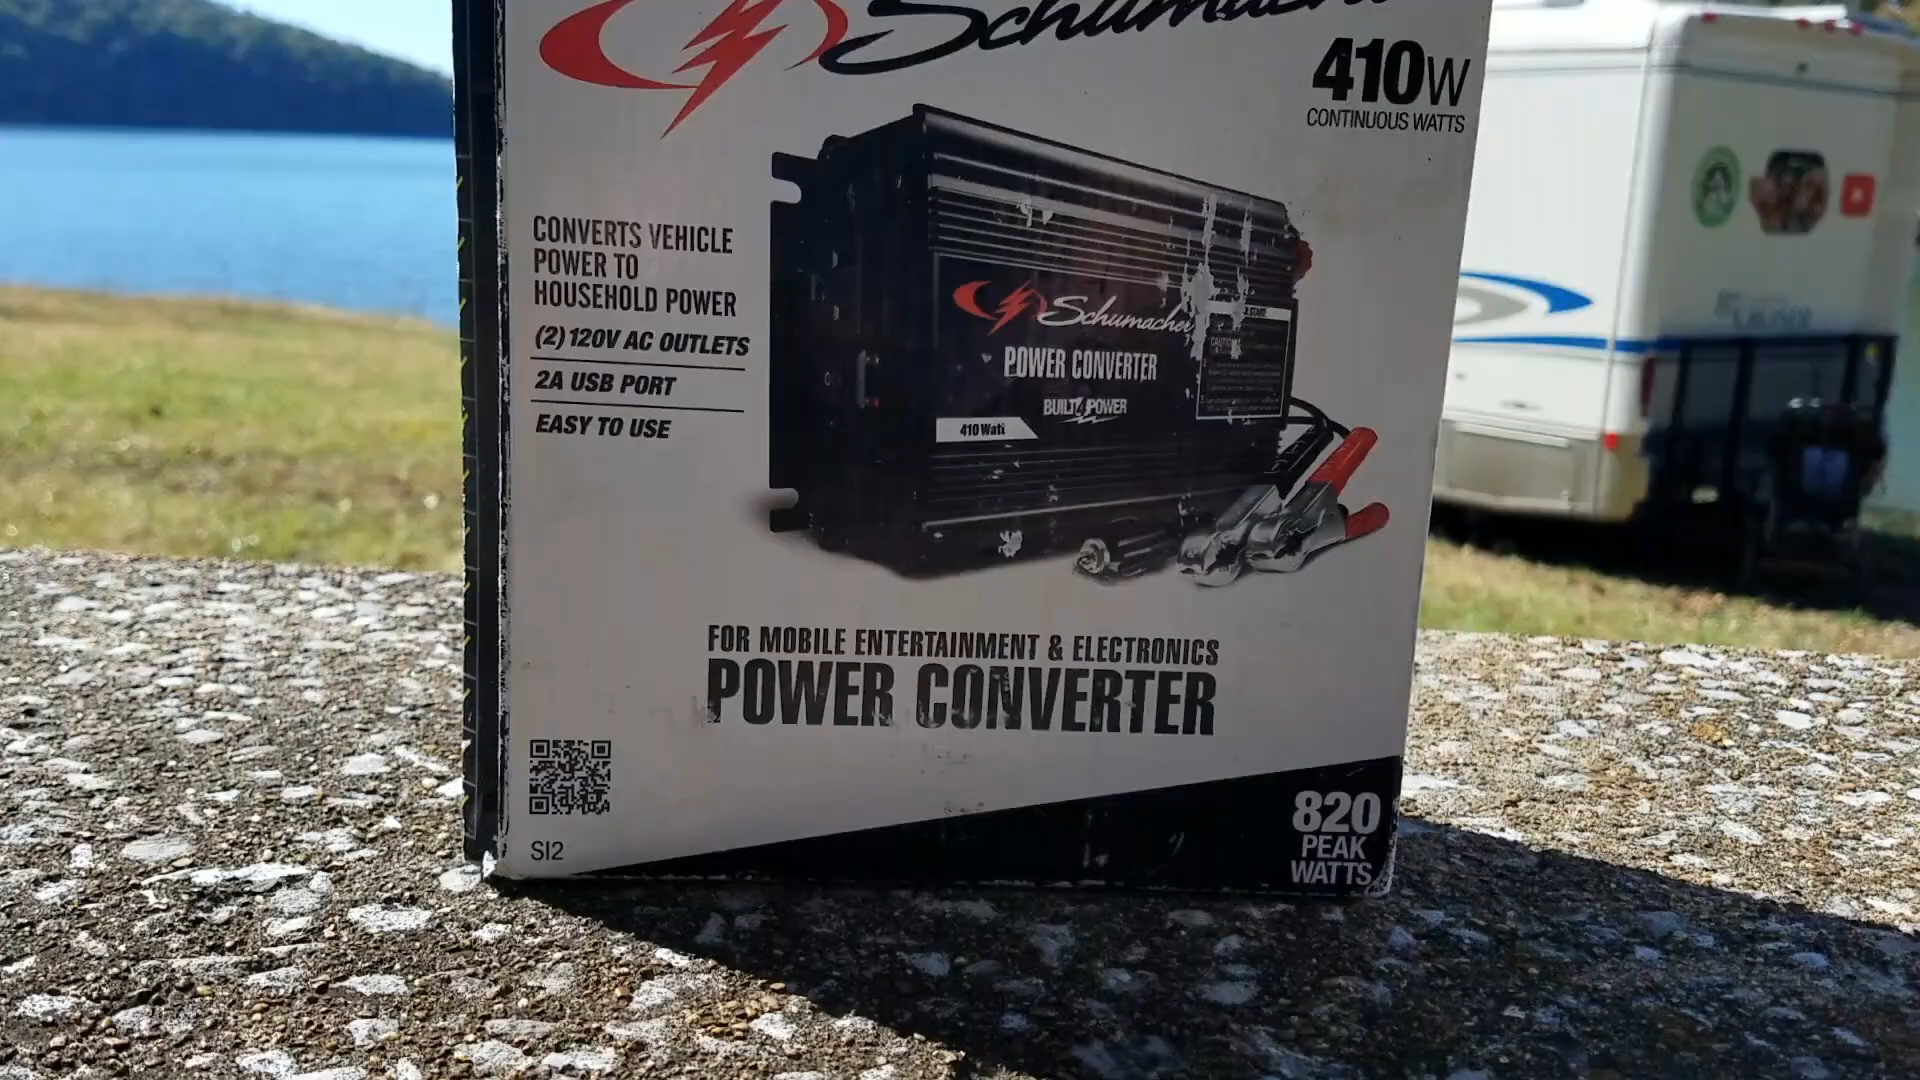 Schumacher
410W
CONTINUOUS WATTS
CONVERTS VEHICLE
POWER TO
HOUSEHOLD POWER
(2) 120V AC OUTLETS
2A USB PORT
EASY TO USE
Schumacher
POWER CONVERTER
BUILT POWER
410 Watt
CAUTION
FOR MOBILE ENTERTAINMENT & ELECTRONICS
POWER CONVERTER
SI2
820
PEAK
WATTS